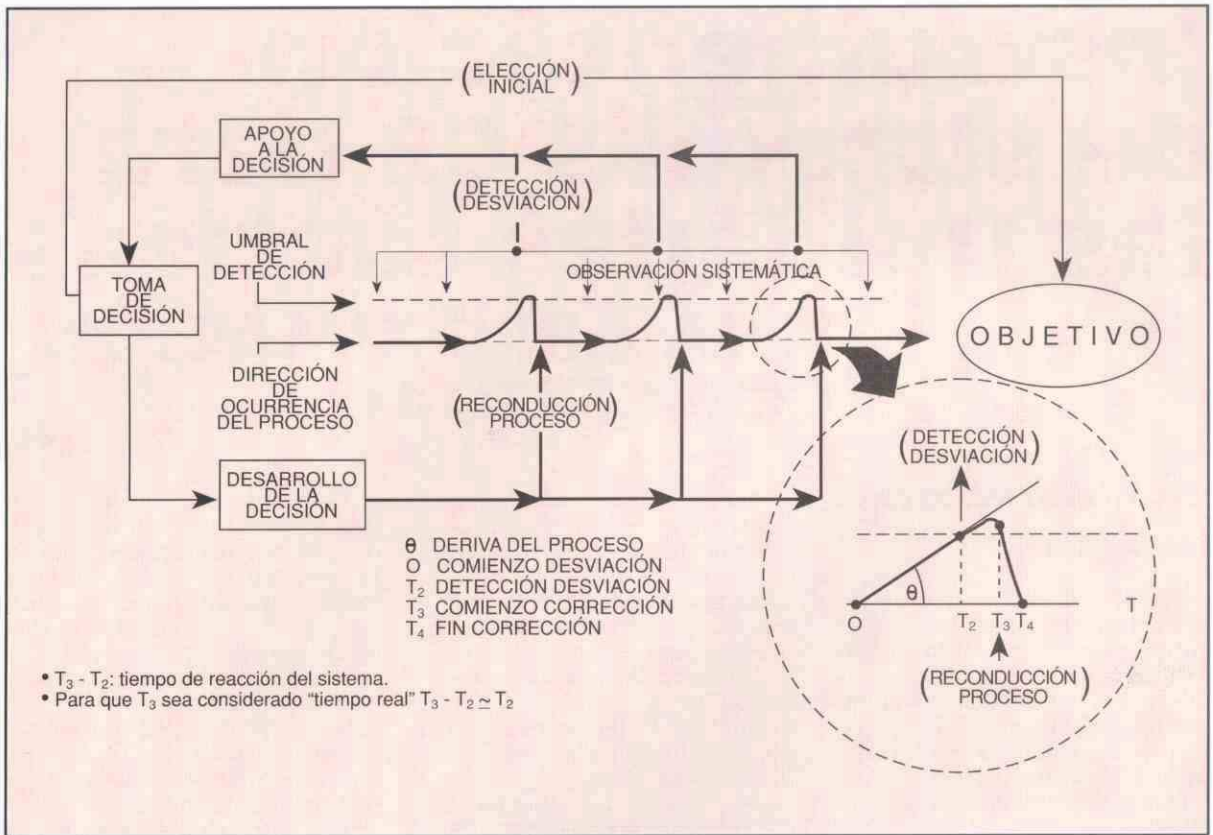 (ELECCIÓN
INICIAL)
APOYO
A LA
DECISIÓN
(DETECCIÓN
DESVIACIÓN)
UMBRAL
DE
DETECCIÓN
OBSERVACIÓN SISTEMÁTICA
TOMA
DE
DECISIÓN
OBJETIVO
DIRECCIÓN
DE
OCURRENCIA
DEL PROCESO
(RECONDUCCIÓN
PROCESO)
DESARROLLO
DE LA
DECISIÓN
(DETECCIÓN
DESVIACIÓN)
θ
O
T₂
T₃
T₄
T
(RECONDUCCIÓN
PROCESO)
θ DERIVA DEL PROCESO
O COMIENZO DESVIACIÓN
T₂ DETECCIÓN DESVIACIÓN
T₃ COMIENZO CORRECCIÓN
T₄ FIN CORRECCIÓN
• T₃ - T₂: tiempo de reacción del sistema.
• Para que T₃ sea considerado "tiempo real" T₃ - T₂ ≃ T₂